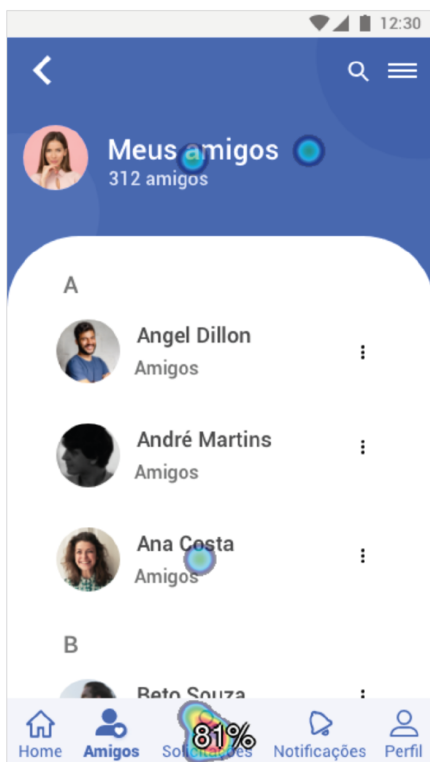 12:30
Meus amigos
312 amigos
A
Angel Dillon
Amigos
André Martins
Amigos
Ana Costa
Amigos
B
Beto Souza
81%
Home Amigos Solicitações Notificações Perfil